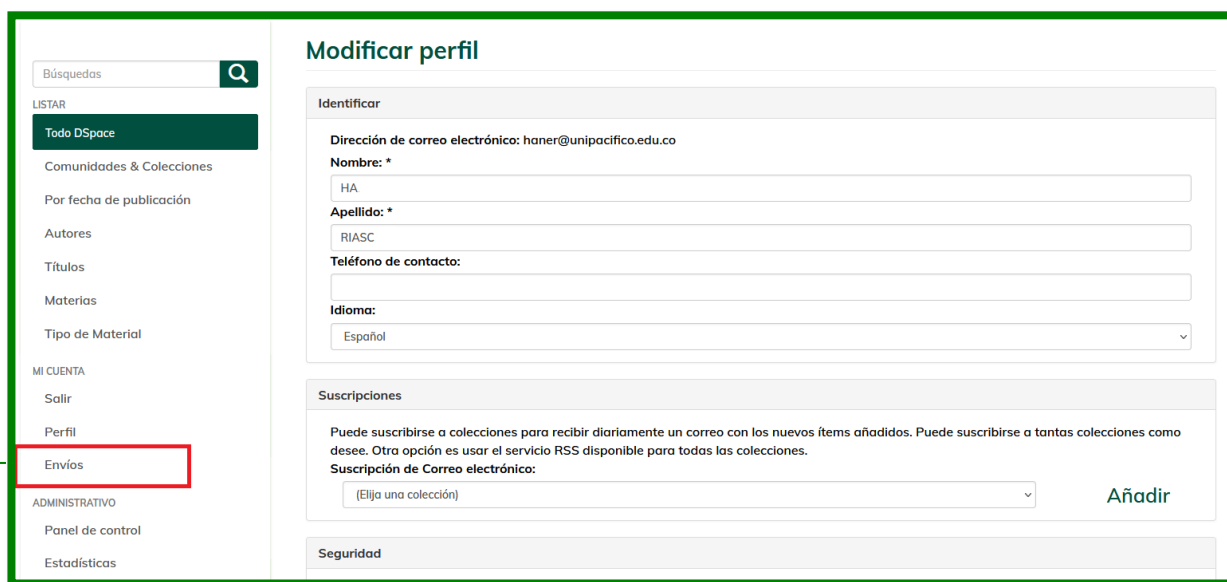 Búsquedas
LISTAR
Todo DSpace
Comunidades & Colecciones
Por fecha de publicación
Autores
Títulos
Materias
Tipo de Material
MI CUENTA
Salir
Perfil
Envíos
ADMINISTRATIVO
Panel de control
Estadísticas
Modificar perfil
Identificar
Dirección de correo electrónico: haner@unipacifico.edu.co
Nombre: *
HA
Apellido: *
RIASC
Teléfono de contacto:
Idioma:
Español
Suscripciones
Puede suscribirse a colecciones para recibir diariamente un correo con los nuevos ítems añadidos. Puede suscribirse a tantas colecciones como
desee. Otra opción es usar el servicio RSS disponible para todas las colecciones.
Suscripción de Correo electrónico:
(Elija una colección)
Añadir
Seguridad